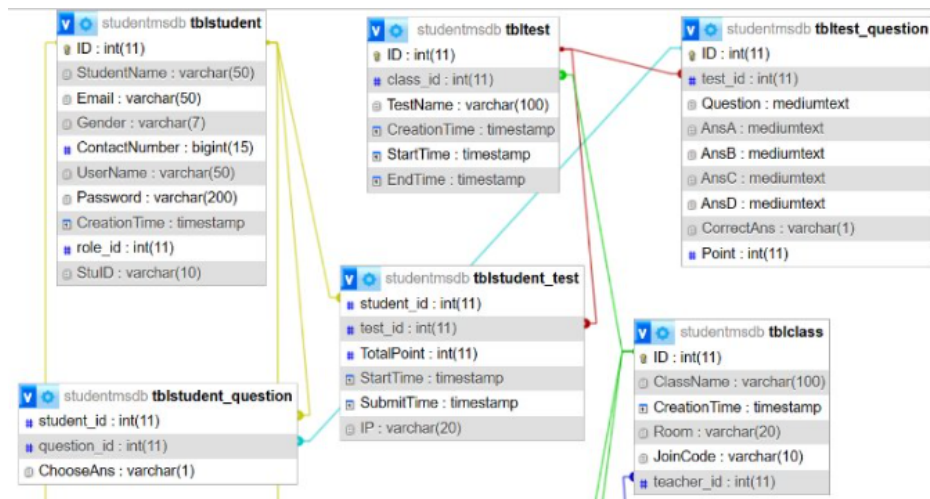 studentmsdb tblstudent
ID : int(11)
StudentName : varchar(50)
Email : varchar(50)
Gender : varchar(7)
ContactNumber : bigint(15)
UserName : varchar(50)
Password : varchar(200)
CreationTime : timestamp
role_id : int(11)
StuID : varchar(10)
studentmsdb tbltest
ID : int(11)
class_id : int(11)
TestName : varchar(100)
CreationTime : timestamp
StartTime : timestamp
EndTime : timestamp
studentmsdb tbltest_question
ID : int(11)
test_id : int(11)
Question : mediumtext
AnsA : mediumtext
AnsB : mediumtext
AnsC : mediumtext
AnsD : mediumtext
CorrectAns : varchar(1)
Point : int(11)
studentmsdb tblstudent_test
student_id : int(11)
test_id : int(11)
TotalPoint : int(11)
StartTime : timestamp
SubmitTime : timestamp
IP : varchar(20)
studentmsdb tblclass
ID : int(11)
ClassName : varchar(100)
CreationTime : timestamp
Room : varchar(20)
JoinCode : varchar(10)
teacher_id : int(11)
studentmsdb tblstudent_question
student_id : int(11)
question_id : int(11)
ChooseAns : varchar(1)